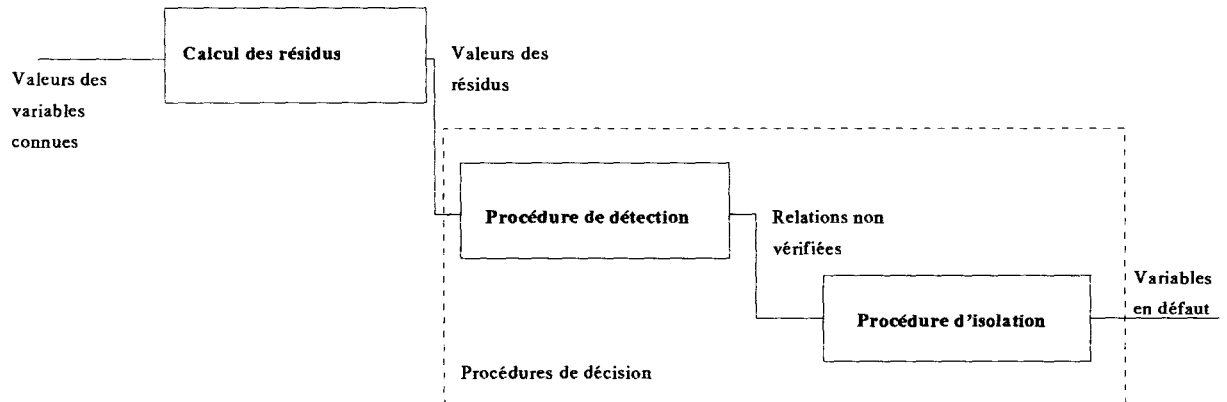 Calcul des résidus
Valeurs des
variables
connues
Valeurs des
résidus
Procédure de détection
Relations non
vérifiées
Procédure d'isolation
Variables
en défaut
Procédures de décision